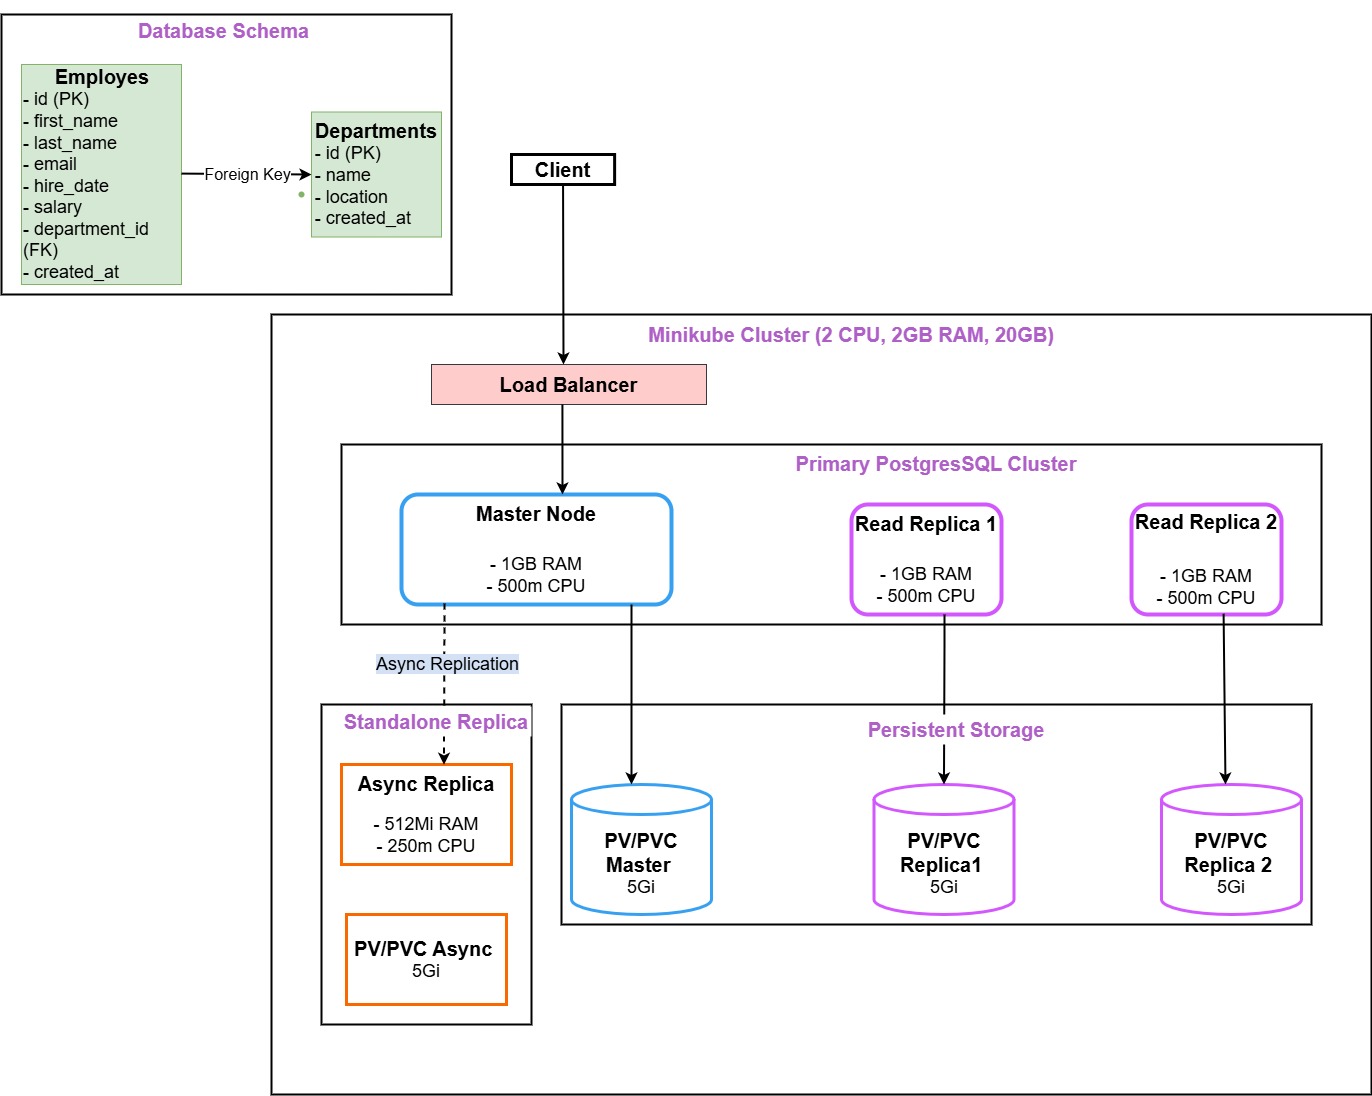 Database Schema
Employes
- id (PK)
- first_name
- last_name
- email
- hire_date
- salary
- department_id
(FK)
- created_at
Foreign Key
Departments
- id (PK)
- name
- location
- created_at
Client
Minikube Cluster (2 CPU, 2GB RAM, 20GB)
Load Balancer
Primary PostgresSQL Cluster
Master Node
- 1GB RAM
- 500m CPU
Read Replica 1
- 1GB RAM
- 500m CPU
Read Replica 2
- 1GB RAM
- 500m CPU
Async Replication
Standalone Replica
Async Replica
- 512Mi RAM
- 250m CPU
PV/PVC Async
5Gi
Persistent Storage
PV/PVC
Master
5Gi
PV/PVC
Replica1
5Gi
PV/PVC
Replica 2
5Gi